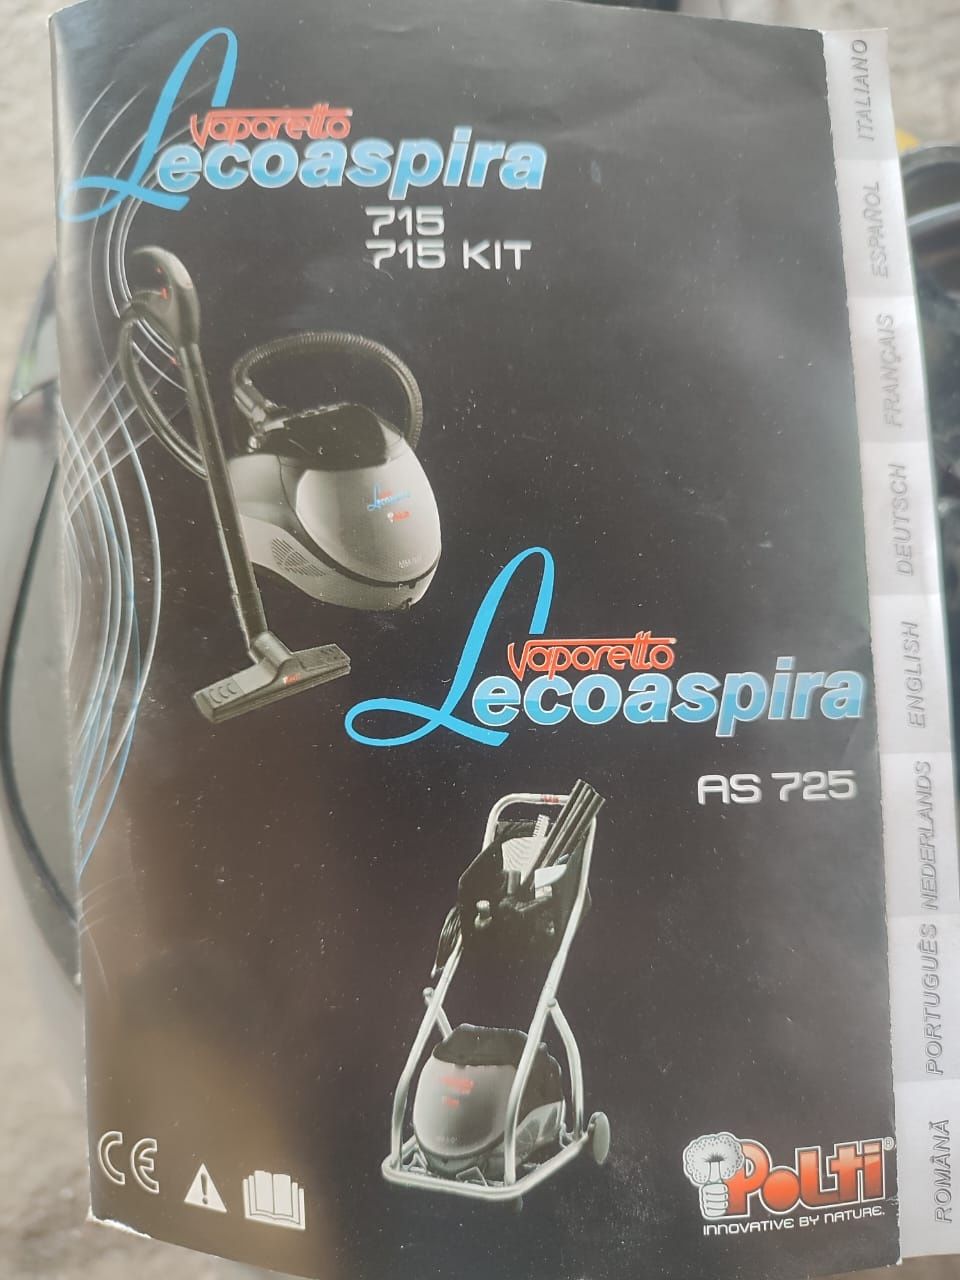 Vaporetto
Lecoaspira
715
715 KIT
Vaporetto
Lecoaspira
AS 725
CE
POLTI®
INNOVATIVE BY NATURE.
ITALIANO
ESPAÑOL
FRANÇAIS
DEUTSCH
ENGLISH
NEDERLANDS
PORTUGUÊS
ROMÂNĂ